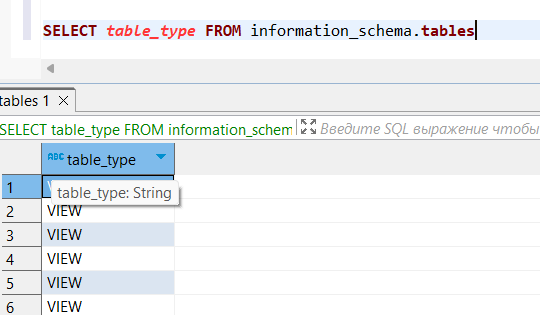 SELECT table_type FROM information_schema.tables
tables 1
SELECT table_type FROM information_schem
Введите SQL выражение чтобы
ABC table_type
1
table_type: String
2 VIEW
3 VIEW
4 VIEW
5 VIEW
6 VIEW